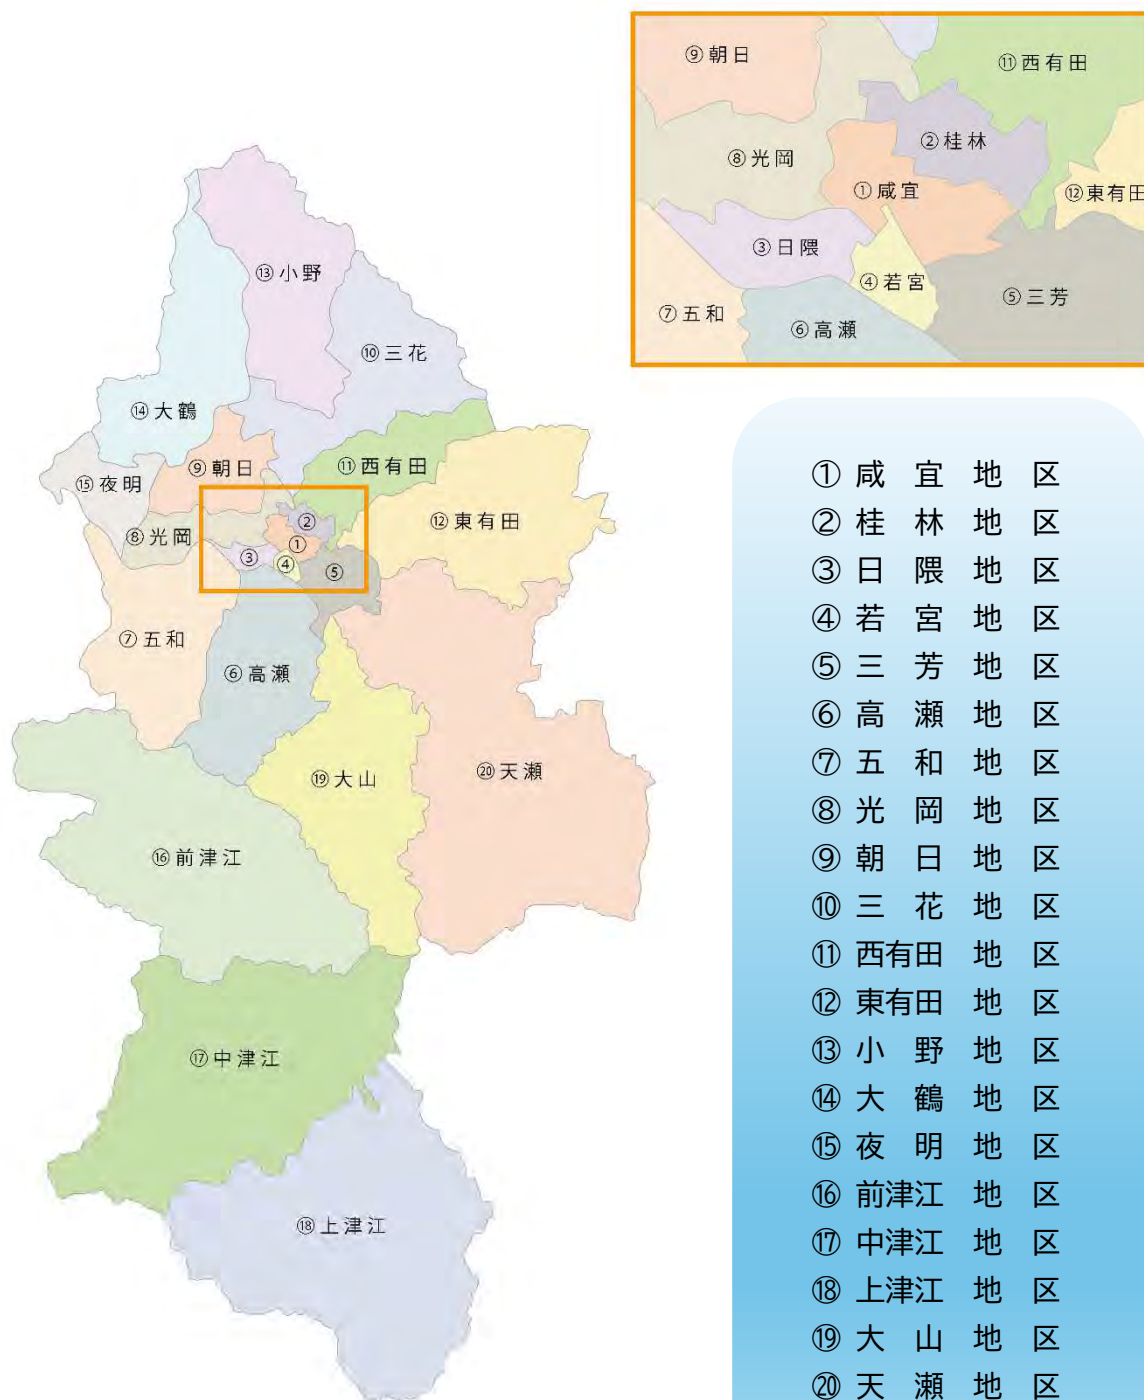 ⑨朝日
⑪西有田
②桂林
⑧光岡
①咸宜
⑫東有田
③日隈
④若宮
⑤三芳
⑦五和
⑥高瀬
⑬小野
⑩三花
⑭大鶴
⑨朝日
⑪西有田
⑮夜明
⑫東有田
②
⑧光岡
①
③
④
⑤
⑦五和
⑥高瀬
⑲大山
⑳天瀬
⑯前津江
⑰中津江
⑱上津江
① 咸宜地区
② 桂林地区
③ 日隈地区
④ 若宮地区
⑤ 三芳地区
⑥ 高瀬地区
⑦ 五和地区
⑧ 光岡地区
⑨ 朝日地区
⑩ 三花地区
⑪ 西有田地区
⑫ 東有田地区
⑬ 小野地区
⑭ 大鶴地区
⑮ 夜明地区
⑯ 前津江地区
⑰ 中津江地区
⑱ 上津江地区
⑲ 大山地区
⑳ 天瀬地区